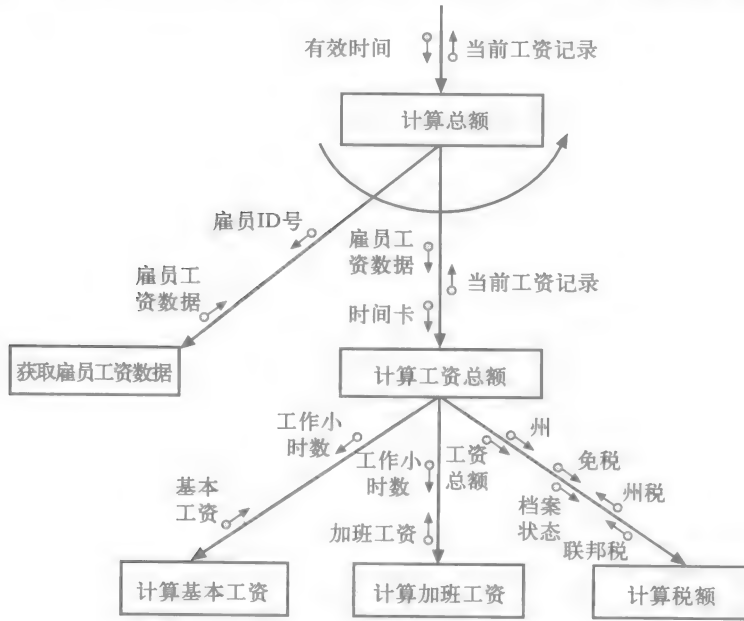 有效时间
当前工资记录
计算总额
雇员ID号
雇员工
资数据
雇员工
资数据
当前工资记录
时间卡
获取雇员工资数据
计算工资总额
工作小
时数
基本
工资
工作小
时数
加班工资
工资
总额
州
免税
州税
档案
状态
联邦税
计算基本工资
计算加班工资
计算税额